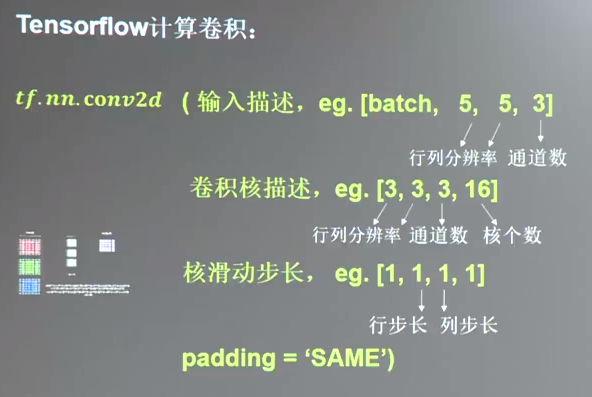 Tensorflow计算卷积：
tf.nn.conv2d （输入描述，eg. [batch, 5, 5, 3]
行列分辨率 通道数
卷积核描述，eg. [3, 3, 3, 16]
行列分辨率 通道数 核个数
核滑动步长， eg. [1, 1, 1, 1]
行步长 列步长
padding = ‘SAME’)